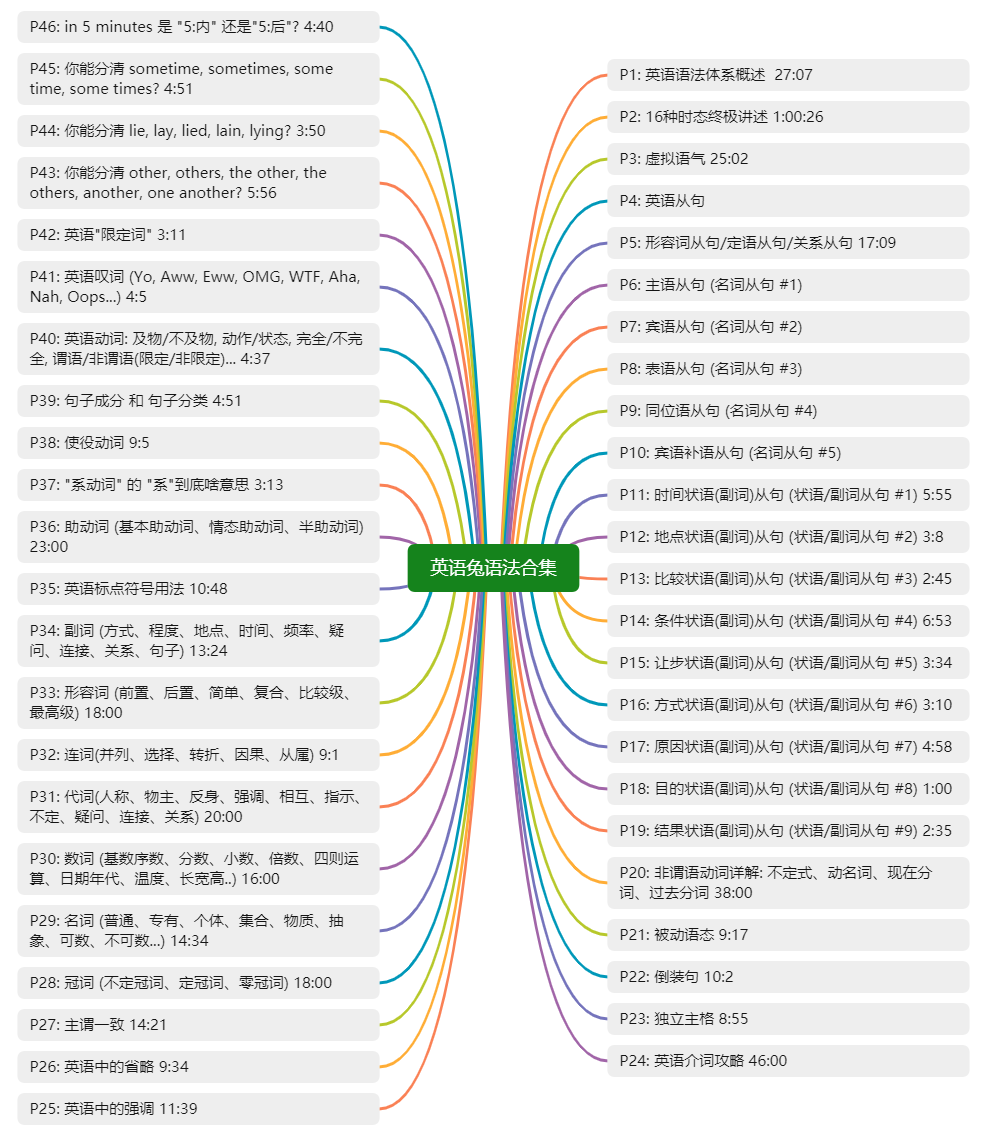 英语兔语法合集
P1: 英语语法体系概述  27:07
P2: 16种时态终极讲述 1:00:26
P3: 虚拟语气 25:02
P4: 英语从句
P5: 形容词从句/定语从句/关系从句 17:09
P6: 主语从句 (名词从句 #1)
P7: 宾语从句 (名词从句 #2)
P8: 表语从句 (名词从句 #3)
P9: 同位语从句 (名词从句 #4)
P10: 宾语补语从句 (名词从句 #5)
P11: 时间状语(副词)从句 (状语/副词从句 #1) 5:55
P12: 地点状语(副词)从句 (状语/副词从句 #2) 3:8
P13: 比较状语(副词)从句 (状语/副词从句 #3) 2:45
P14: 条件状语(副词)从句 (状语/副词从句 #4) 6:53
P15: 让步状语(副词)从句 (状语/副词从句 #5) 3:34
P16: 方式状语(副词)从句 (状语/副词从句 #6) 3:10
P17: 原因状语(副词)从句 (状语/副词从句 #7) 4:58
P18: 目的状语(副词)从句 (状语/副词从句 #8) 1:00
P19: 结果状语(副词)从句 (状语/副词从句 #9) 2:35
P20: 非谓语动词详解: 不定式、动名词、现在分
词、过去分词 38:00
P21: 被动语态 9:17
P22: 倒装句 10:2
P23: 独立主格 8:55
P24: 英语介词攻略 46:00
P46: in 5 minutes 是 "5:内" 还是"5:后"? 4:40
P45: 你能分清 sometime, sometimes, some
time, some times? 4:51
P44: 你能分清 lie, lay, lied, lain, lying? 3:50
P43: 你能分清 other, others, the other, the
others, another, one another? 5:56
P42: 英语"限定词" 3:11
P41: 英语叹词 (Yo, Aww, Eww, OMG, WTF, Aha,
Nah, Oops...) 4:5
P40: 英语动词: 及物/不及物, 动作/状态, 完全/不完
全, 谓语/非谓语(限定/非限定)... 4:37
P39: 句子成分 和 句子分类 4:51
P38: 使役动词 9:5
P37: "系动词" 的 "系"到底啥意思 3:13
P36: 助动词 (基本助动词、情态助动词、半助动词)
23:00
P35: 英语标点符号用法 10:48
P34: 副词 (方式、程度、地点、时间、频率、疑
问、连接、关系、句子) 13:24
P33: 形容词 (前置、后置、简单、复合、比较级、
最高级) 18:00
P32: 连词(并列、选择、转折、因果、从属) 9:1
P31: 代词(人称、物主、反身、强调、相互、指示、
不定、疑问、连接、关系) 20:00
P30: 数词 (基数序数、分数、小数、倍数、四则运
算、日期年代、温度、长宽高..) 16:00
P29: 名词 (普通、专有、个体、集合、物质、抽
象、可数、不可数...) 14:34
P28: 冠词 (不定冠词、定冠词、零冠词) 18:00
P27: 主谓一致 14:21
P26: 英语中的省略 9:34
P25: 英语中的强调 11:39